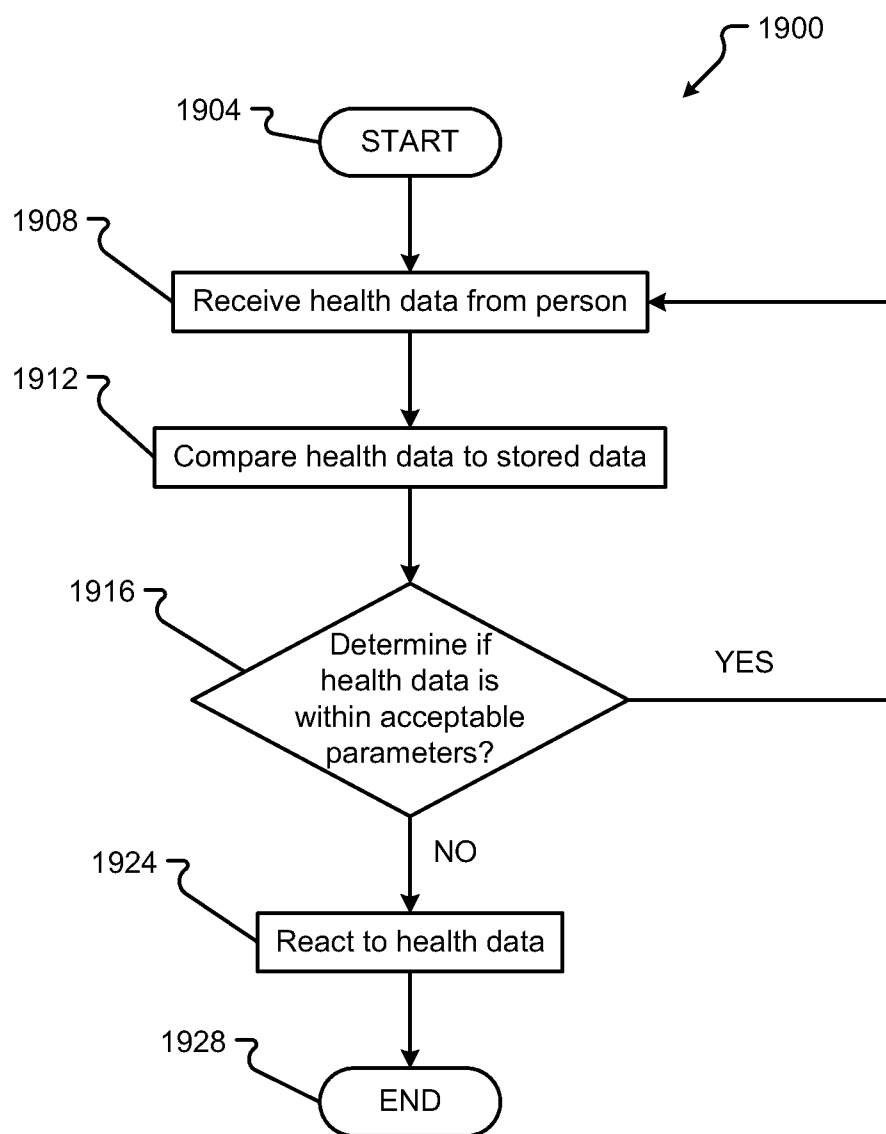 1900
1904
START
1908
Receive health data from person
1912
Compare health data to stored data
1916
Determine if
health data is
within acceptable
parameters?
YES
NO
1924
React to health data
1928
END